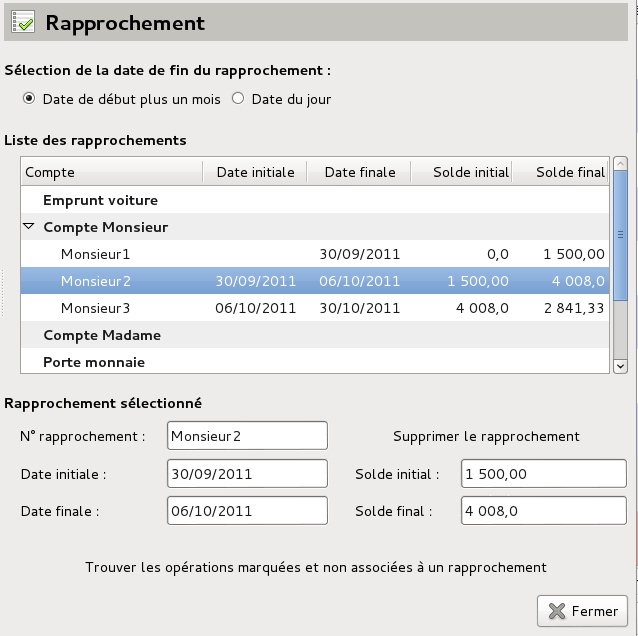 Rapprochement
Sélection de la date de fin du rapprochement :
Date de début plus un mois Date du jour
Liste des rapprochements
Compte Date initiale Date finale Solde initial Solde final
Emprunt voiture
Compte Monsieur
Monsieur1 30/09/2011 0,0 1 500,00
Monsieur2 30/09/2011 06/10/2011 1 500,00 4 008,0
Monsieur3 06/10/2011 30/10/2011 4 008,0 2 841,33
Compte Madame
Porte monnaie
Rapprochement sélectionné
N° rapprochement : Monsieur2 Supprimer le rapprochement
Date initiale : 30/09/2011 Solde initial : 1 500,00
Date finale : 06/10/2011 Solde final : 4 008,0
Trouver les opérations marquées et non associées à un rapprochement
Fermer